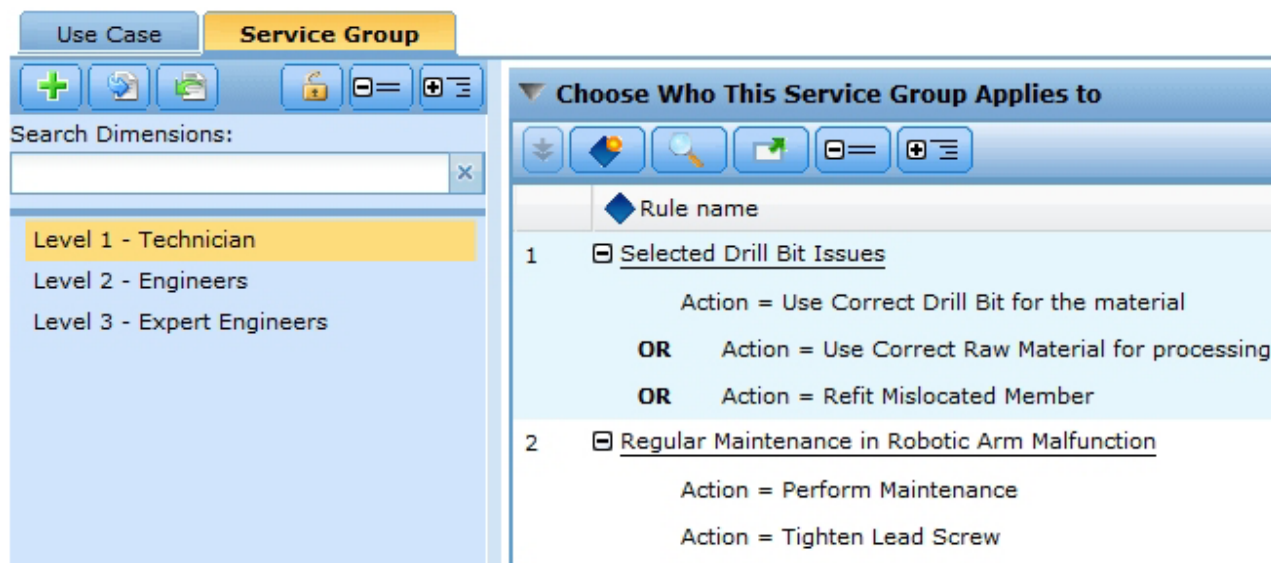 Use Case
Service Group
Search Dimensions:
Level 1 - Technician
Level 2 - Engineers
Level 3 - Expert Engineers
Choose Who This Service Group Applies to
Rule name
1 Selected Drill Bit Issues
Action = Use Correct Drill Bit for the material
OR Action = Use Correct Raw Material for processing
OR Action = Refit Mislocated Member
2 Regular Maintenance in Robotic Arm Malfunction
Action = Perform Maintenance
Action = Tighten Lead Screw